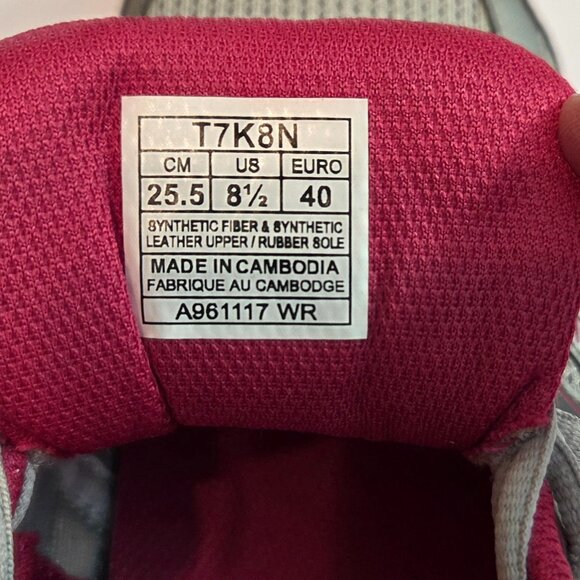 T7K8N
CM US EURO
25.5 8½ 40
SYNTHETIC FIBER & SYNTHETIC
LEATHER UPPER / RUBBER SOLE
MADE IN CAMBODIA
FABRIQUE AU CAMBODGE
A961117 WR